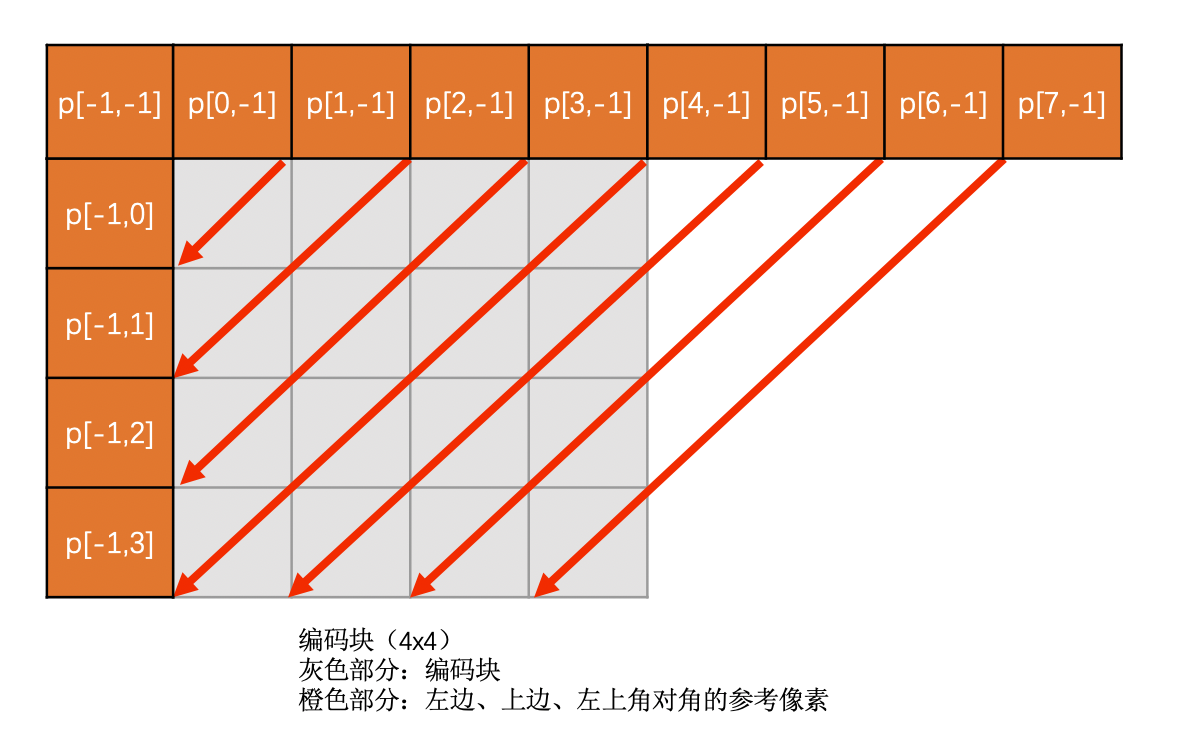 p[-1,-1] p[0,-1] p[1,-1] p[2,-1] p[3,-1] p[4,-1] p[5,-1] p[6,-1] p[7,-1]
p[-1,0]
p[-1,1]
p[-1,2]
p[-1,3]
编码块（4x4）
灰色部分：编码块
橙色部分：左边、上边、左上角对角的参考像素